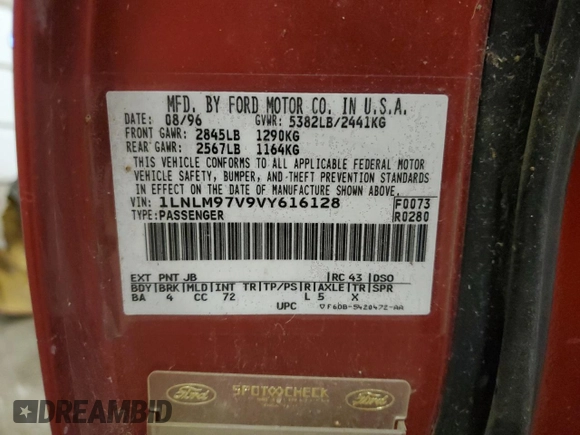 MFD. BY FORD MOTOR CO. IN U.S.A.
DATE: 08/96 GVWR: 5382LB/2441KG
FRONT GAWR: 2845LB 1290KG
REAR GAWR: 2567LB 1164KG
THIS VEHICLE CONFORMS TO ALL APPLICABLE FEDERAL MOTOR
VEHICLE SAFETY, BUMPER, AND THEFT PREVENTION STANDARDS
IN EFFECT ON THE DATE OF MANUFACTURE SHOWN ABOVE.
VIN: 1LNLM97V9VY616128 F0073
TYPE: PASSENGER R0280
EXT PNT JB RC 43 DSO
BDY BRK MLD INT TR TP/PS R AXLE TR SPR
BA 4 CC 72 L 5 X
UPC ▽F6DB-5420472-AA
Ford SPOT CHECK Ford
DREAMBID